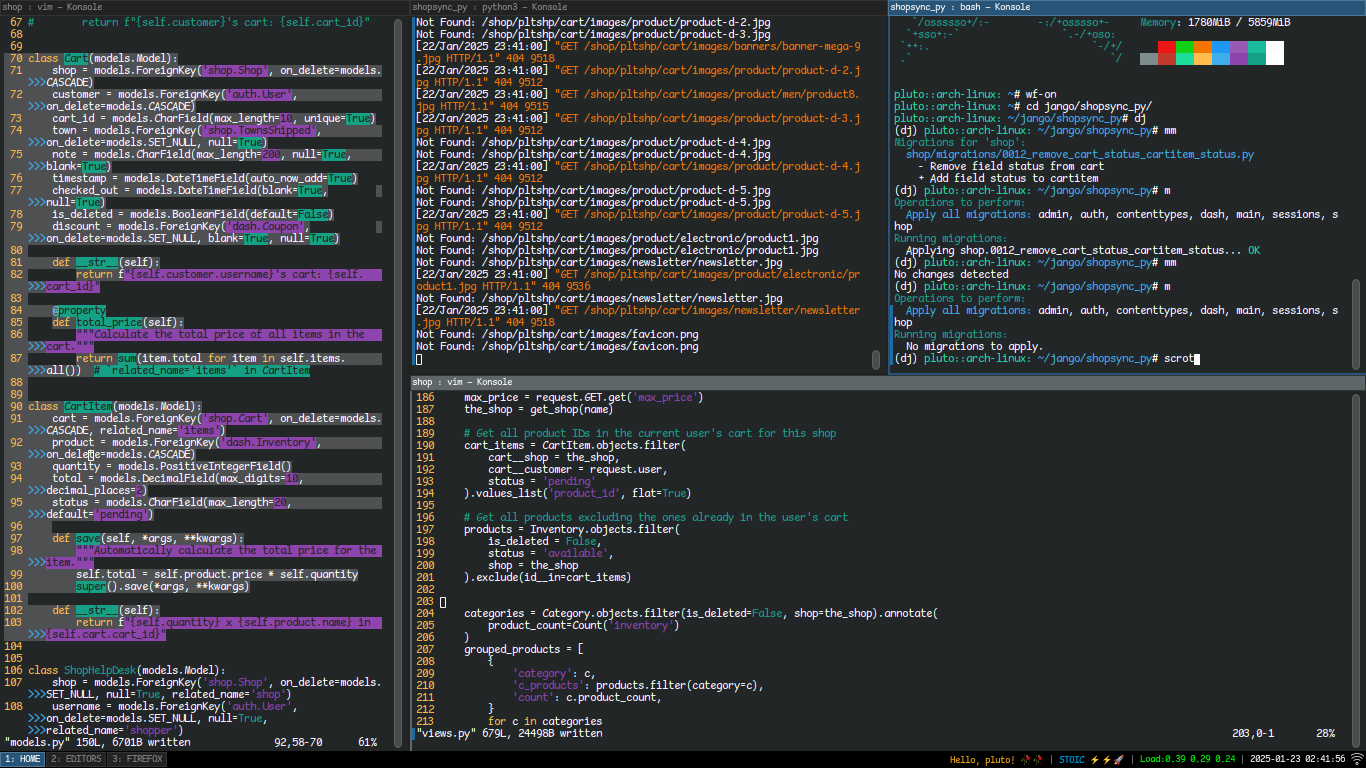 shop : vim — Konsole
67 #        return f"{self.customer}'s cart: {self.cart_id}"
68
69
70 class Cart(models.Model):
71     shop = models.ForeignKey('shop.Shop', on_delete=models.
>>>CASCADE)
72     customer = models.ForeignKey('auth.User',
>>>on_delete=models.CASCADE)
73     cart_id = models.CharField(max_length=10, unique=True)
74     town = models.ForeignKey('shop.TownsShipped',
>>>on_delete=models.SET_NULL, null=True)
75     note = models.CharField(max_length=200, null=True,
>>>blank=True)
76     timestamp = models.DateTimeField(auto_now_add=True)
77     checked_out = models.DateTimeField(blank=True,
>>>null=True)
78     is_deleted = models.BooleanField(default=False)
79     discount = models.ForeignKey('dash.Coupon',
>>>on_delete=models.SET_NULL, blank=True, null=True)
80
81     def __str__(self):
82         return f"{self.customer.username}'s cart: {self.
>>>cart_id}"
83
84     @property
85     def total_price(self):
86         """Calculate the total price of all items in the
>>>cart."""
87         return sum(item.total for item in self.items.
>>>all())  # `related_name='items'` in CartItem
88
89
90 class CartItem(models.Model):
91     cart = models.ForeignKey('shop.Cart', on_delete=models.
>>>CASCADE, related_name='items')
92     product = models.ForeignKey('dash.Inventory',
>>>on_delete=models.CASCADE)
93     quantity = models.PositiveIntegerField()
94     total = models.DecimalField(max_digits=10,
>>>decimal_places=2)
95     status = models.CharField(max_length=20,
>>>default='pending')
96
97     def save(self, *args, **kwargs):
98         """Automatically calculate the total price for the
>>>item."""
99         self.total = self.product.price * self.quantity
100         super().save(*args, **kwargs)
101
102     def __str__(self):
103         return f"{self.quantity} x {self.product.name} in
>>>{self.cart.cart_id}"
104
105
106 class ShopHelpDesk(models.Model):
107     shop = models.ForeignKey('shop.Shop', on_delete=models.
>>>SET_NULL, null=True, related_name='shop')
108     username = models.ForeignKey('auth.User',
>>>on_delete=models.SET_NULL, null=True,
>>>related_name='shopper')
"models.py" 150L, 6701B written 92,58-70 61%
shopsync_py : python3 — Konsole
Not Found: /shop/pltshp/cart/images/product/product-d-2.jpg
Not Found: /shop/pltshp/cart/images/product/product-d-3.jpg
[22/Jan/2025 23:41:00] "GET /shop/pltshp/cart/images/banners/banner-mega-9
.jpg HTTP/1.1" 404 9518
[22/Jan/2025 23:41:00] "GET /shop/pltshp/cart/images/product/product-d-2.j
pg HTTP/1.1" 404 9512
[22/Jan/2025 23:41:00] "GET /shop/pltshp/cart/images/product/men/product8.
jpg HTTP/1.1" 404 9515
[22/Jan/2025 23:41:00] "GET /shop/pltshp/cart/images/product/product-d-3.j
pg HTTP/1.1" 404 9512
Not Found: /shop/pltshp/cart/images/product/product-d-4.jpg
Not Found: /shop/pltshp/cart/images/product/product-d-4.jpg
[22/Jan/2025 23:41:00] "GET /shop/pltshp/cart/images/product/product-d-4.j
pg HTTP/1.1" 404 9512
Not Found: /shop/pltshp/cart/images/product/product-d-5.jpg
Not Found: /shop/pltshp/cart/images/product/product-d-5.jpg
[22/Jan/2025 23:41:00] "GET /shop/pltshp/cart/images/product/product-d-5.j
pg HTTP/1.1" 404 9512
Not Found: /shop/pltshp/cart/images/product/electronic/product1.jpg
Not Found: /shop/pltshp/cart/images/product/electronic/product1.jpg
Not Found: /shop/pltshp/cart/images/newsletter/newsletter.jpg
[22/Jan/2025 23:41:00] "GET /shop/pltshp/cart/images/product/electronic/pr
oduct1.jpg HTTP/1.1" 404 9536
Not Found: /shop/pltshp/cart/images/newsletter/newsletter.jpg
[22/Jan/2025 23:41:00] "GET /shop/pltshp/cart/images/newsletter/newsletter
.jpg HTTP/1.1" 404 9518
Not Found: /shop/pltshp/cart/images/favicon.png
Not Found: /shop/pltshp/cart/images/favicon.png
shopsync_py : bash — Konsole
`/ossssso+/:-        -:/+osssso+- Memory: 1780MiB / 5859MiB
`+sso+:-`                 `.-/+oso:
`++:.                           `-/+/
.`                                 `/
pluto::arch-linux: ~# wf-on
pluto::arch-linux: ~# cd jango/shopsync_py/
pluto::arch-linux: ~/jango/shopsync_py# dj
(dj) pluto::arch-linux: ~/jango/shopsync_py# mm
Migrations for 'shop':
  shop/migrations/0012_remove_cart_status_cartitem_status.py
    - Remove field status from cart
    + Add field status to cartitem
(dj) pluto::arch-linux: ~/jango/shopsync_py# m
Operations to perform:
  Apply all migrations: admin, auth, contenttypes, dash, main, sessions, s
hop
Running migrations:
  Applying shop.0012_remove_cart_status_cartitem_status... OK
(dj) pluto::arch-linux: ~/jango/shopsync_py# mm
No changes detected
(dj) pluto::arch-linux: ~/jango/shopsync_py# m
Operations to perform:
  Apply all migrations: admin, auth, contenttypes, dash, main, sessions, s
hop
Running migrations:
  No migrations to apply.
(dj) pluto::arch-linux: ~/jango/shopsync_py# scrot
shop : vim — Konsole
186     max_price = request.GET.get('max_price')
187     the_shop = get_shop(name)
188
189     # Get all product IDs in the current user's cart for this shop
190     cart_items = CartItem.objects.filter(
191         cart__shop = the_shop,
192         cart__customer = request.user,
193         status = 'pending'
194     ).values_list('product_id', flat=True)
195
196     # Get all products excluding the ones already in the user's cart
197     products = Inventory.objects.filter(
198         is_deleted = False,
199         status = 'available',
200         shop = the_shop
201     ).exclude(id__in=cart_items)
202
203
204     categories = Category.objects.filter(is_deleted=False, shop=the_shop).annotate(
205         product_count=Count('inventory')
206     )
207     grouped_products = [
208         {
209             'category': c,
210             'c_products': products.filter(category=c),
211             'count': c.product_count,
212         }
213         for c in categories
"views.py" 679L, 24498B written 203,0-1 28%
1: HOME 2: EDITORS 3: FIREFOX Hello, pluto! | STOIC ⚡⚡🚀 | Load:0.39 0.29 0.24 | 2025-01-23 02:41:56